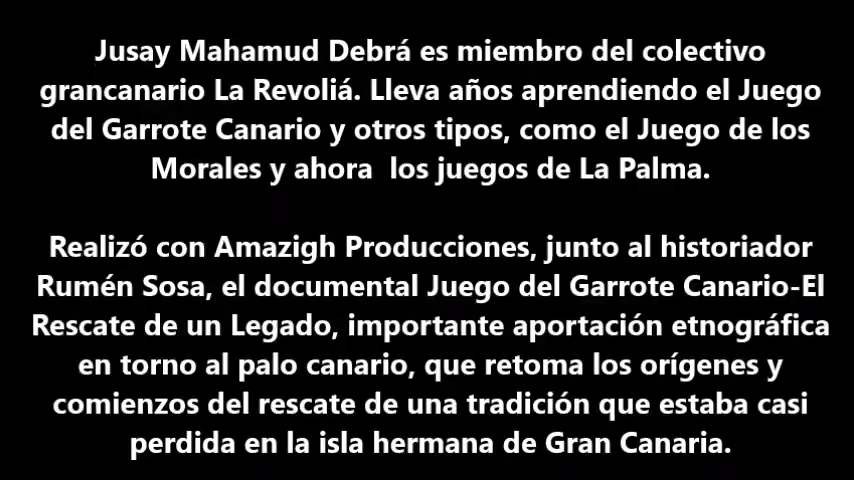 Jusay Mahamud Debrá es miembro del colectivo
grancanario La Revoliá. Lleva años aprendiendo el Juego
del Garrote Canario y otros tipos, como el Juego de los
Morales y ahora  los juegos de La Palma.
Realizó con Amazigh Producciones, junto al historiador
Rumén Sosa, el documental Juego del Garrote Canario-El
Rescate de un Legado, importante aportación etnográfica
en torno al palo canario, que retoma los orígenes y
comienzos del rescate de una tradición que estaba casi
perdida en la isla hermana de Gran Canaria.